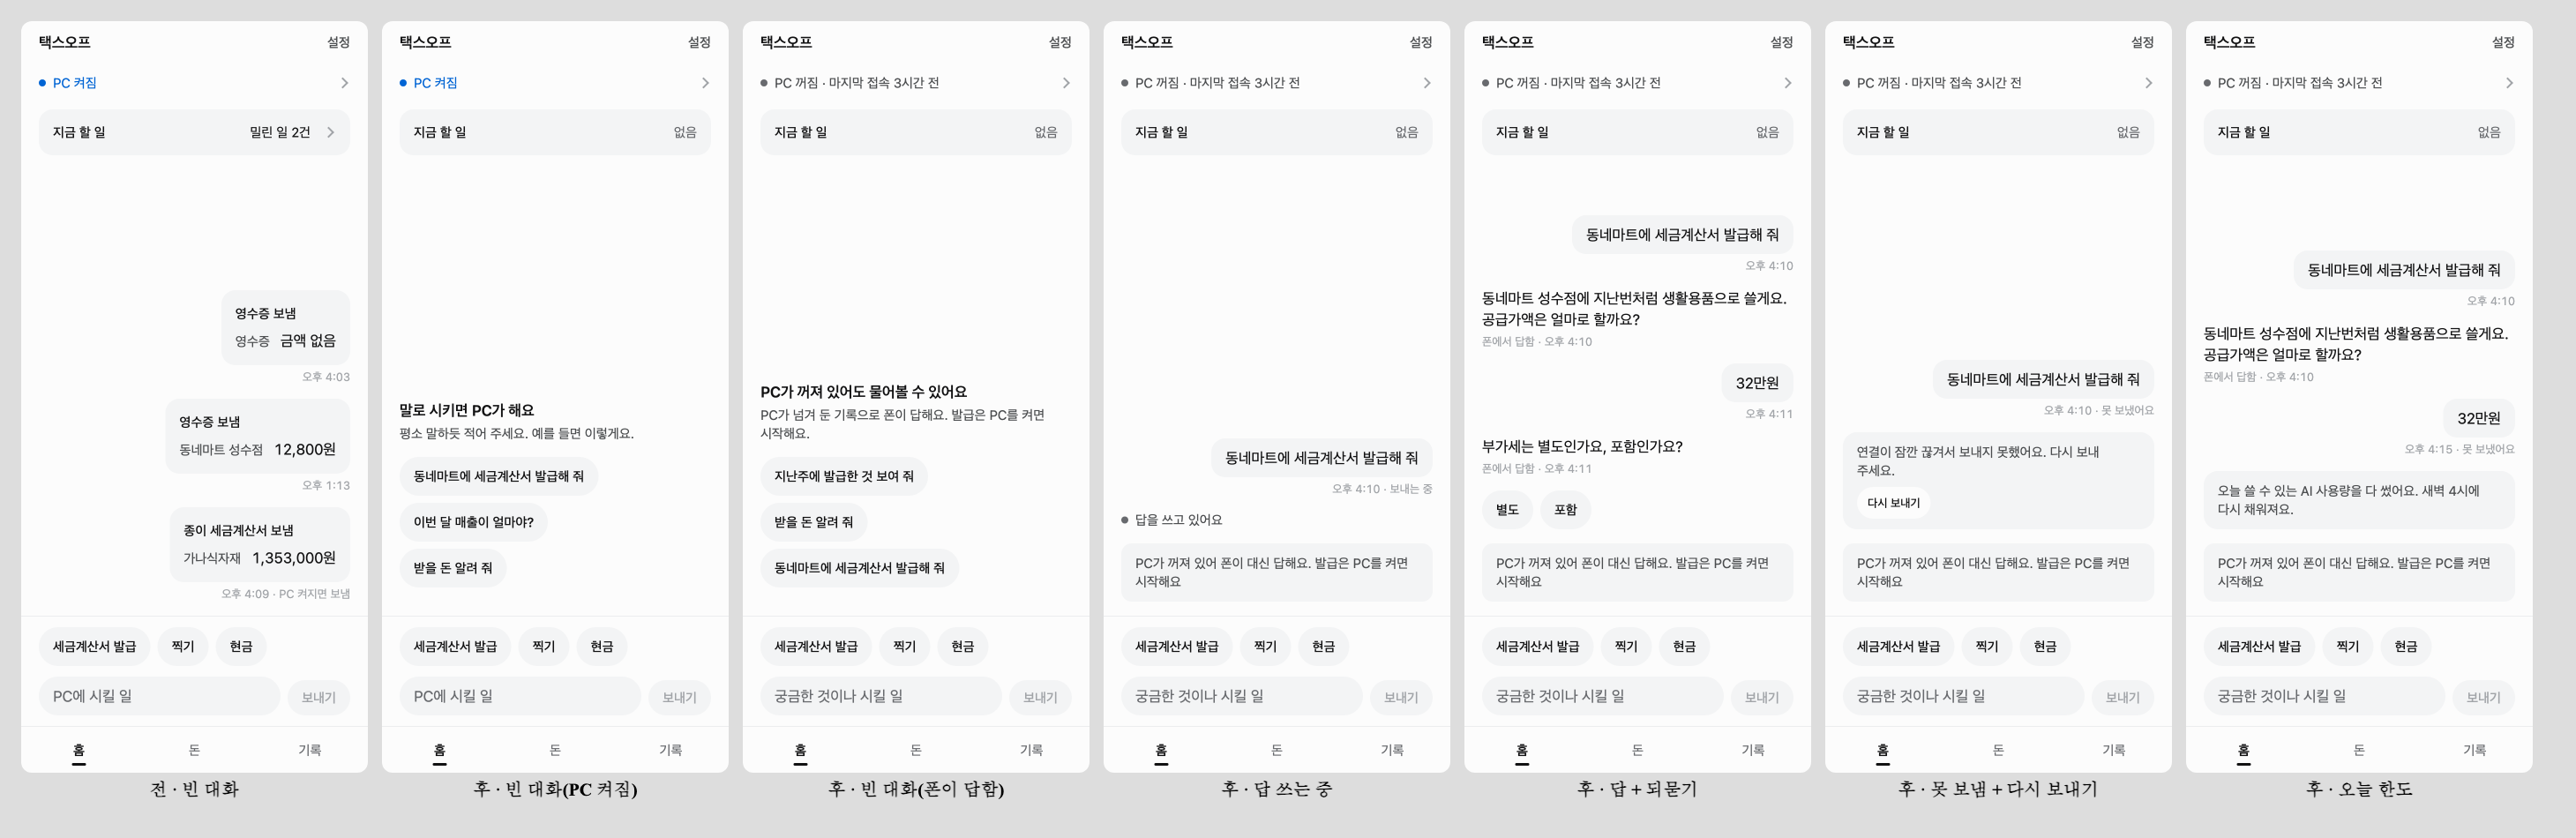 택스오프
설정
PC 켜짐
지금 할 일
밀린 일 2건
영수증 보냄
영수증 금액 없음
오후 4:03
영수증 보냄
동네마트 성수점 12,800원
오후 1:13
종이 세금계산서 보냄
가나식자재 1,353,000원
오후 4:09 · PC 켜지면 보냄
세금계산서 발급
찍기
현금
PC에 시킬 일
보내기
홈
돈
기록
전 · 빈 대화
택스오프
설정
PC 켜짐
지금 할 일
없음
말로 시키면 PC가 해요
평소 말하듯 적어 주세요. 예를 들면 이렇게요.
동네마트에 세금계산서 발급해 줘
이번 달 매출이 얼마야?
받을 돈 알려 줘
세금계산서 발급
찍기
현금
PC에 시킬 일
보내기
홈
돈
기록
후 · 빈 대화(PC 켜짐)
택스오프
설정
PC 꺼짐 · 마지막 접속 3시간 전
지금 할 일
없음
PC가 꺼져 있어도 물어볼 수 있어요
PC가 넘겨 둔 기록으로 폰이 답해요. 발급은 PC를 켜면
시작해요.
지난주에 발급한 것 보여 줘
받을 돈 알려 줘
동네마트에 세금계산서 발급해 줘
세금계산서 발급
찍기
현금
궁금한 것이나 시킬 일
보내기
홈
돈
기록
후 · 빈 대화(폰이 답함)
택스오프
설정
PC 꺼짐 · 마지막 접속 3시간 전
지금 할 일
없음
동네마트에 세금계산서 발급해 줘
오후 4:10 · 보내는 중
답을 쓰고 있어요
PC가 꺼져 있어 폰이 대신 답해요. 발급은 PC를 켜면
시작해요
세금계산서 발급
찍기
현금
궁금한 것이나 시킬 일
보내기
홈
돈
기록
후 · 답 쓰는 중
택스오프
설정
PC 꺼짐 · 마지막 접속 3시간 전
지금 할 일
없음
동네마트에 세금계산서 발급해 줘
오후 4:10
동네마트 성수점에 지난번처럼 생활용품으로 쓸게요.
공급가액은 얼마로 할까요?
폰에서 답함 · 오후 4:10
32만원
오후 4:11
부가세는 별도인가요, 포함인가요?
폰에서 답함 · 오후 4:11
별도
포함
PC가 꺼져 있어 폰이 대신 답해요. 발급은 PC를 켜면
시작해요
세금계산서 발급
찍기
현금
궁금한 것이나 시킬 일
보내기
홈
돈
기록
후 · 답 + 되묻기
택스오프
설정
PC 꺼짐 · 마지막 접속 3시간 전
지금 할 일
없음
동네마트에 세금계산서 발급해 줘
오후 4:10 · 못 보냈어요
연결이 잠깐 끊겨서 보내지 못했어요. 다시 보내
주세요.
다시 보내기
PC가 꺼져 있어 폰이 대신 답해요. 발급은 PC를 켜면
시작해요
세금계산서 발급
찍기
현금
궁금한 것이나 시킬 일
보내기
홈
돈
기록
후 · 못 보냄 + 다시 보내기
택스오프
설정
PC 꺼짐 · 마지막 접속 3시간 전
지금 할 일
없음
동네마트에 세금계산서 발급해 줘
오후 4:10
동네마트 성수점에 지난번처럼 생활용품으로 쓸게요.
공급가액은 얼마로 할까요?
폰에서 답함 · 오후 4:10
32만원
오후 4:15 · 못 보냈어요
오늘 쓸 수 있는 AI 사용량을 다 썼어요. 새벽 4시에
다시 채워져요.
PC가 꺼져 있어 폰이 대신 답해요. 발급은 PC를 켜면
시작해요
세금계산서 발급
찍기
현금
궁금한 것이나 시킬 일
보내기
홈
돈
기록
후 · 오늘 한도